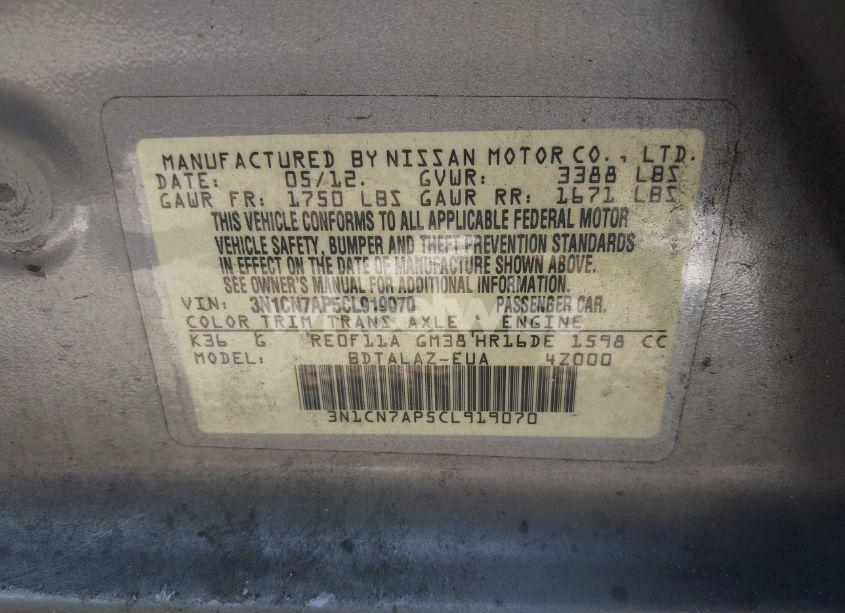 MANUFACTURED BY NISSAN MOTOR CO., LTD.
DATE: 05/12. GVWR: 3388 LBS
GAWR FR: 1750 LBS GAWR RR: 1671 LBS
THIS VEHICLE CONFORMS TO ALL APPLICABLE FEDERAL MOTOR
VEHICLE SAFETY, BUMPER AND THEFT PREVENTION STANDARDS
IN EFFECT ON THE DATE OF MANUFACTURE SHOWN ABOVE.
SEE OWNER'S MANUAL FOR ADDITIONAL INFORMATION.
VIN: 3N1CN7AP5CL919070 PASSENGER CAR.
COLOR TRIM TRANS AXLE ENGINE
K36 G RE0F11A GM38 HR16DE 1598 CC
MODEL: BDTALAZ-EUA 4Z000
3N1CN7AP5CL919070